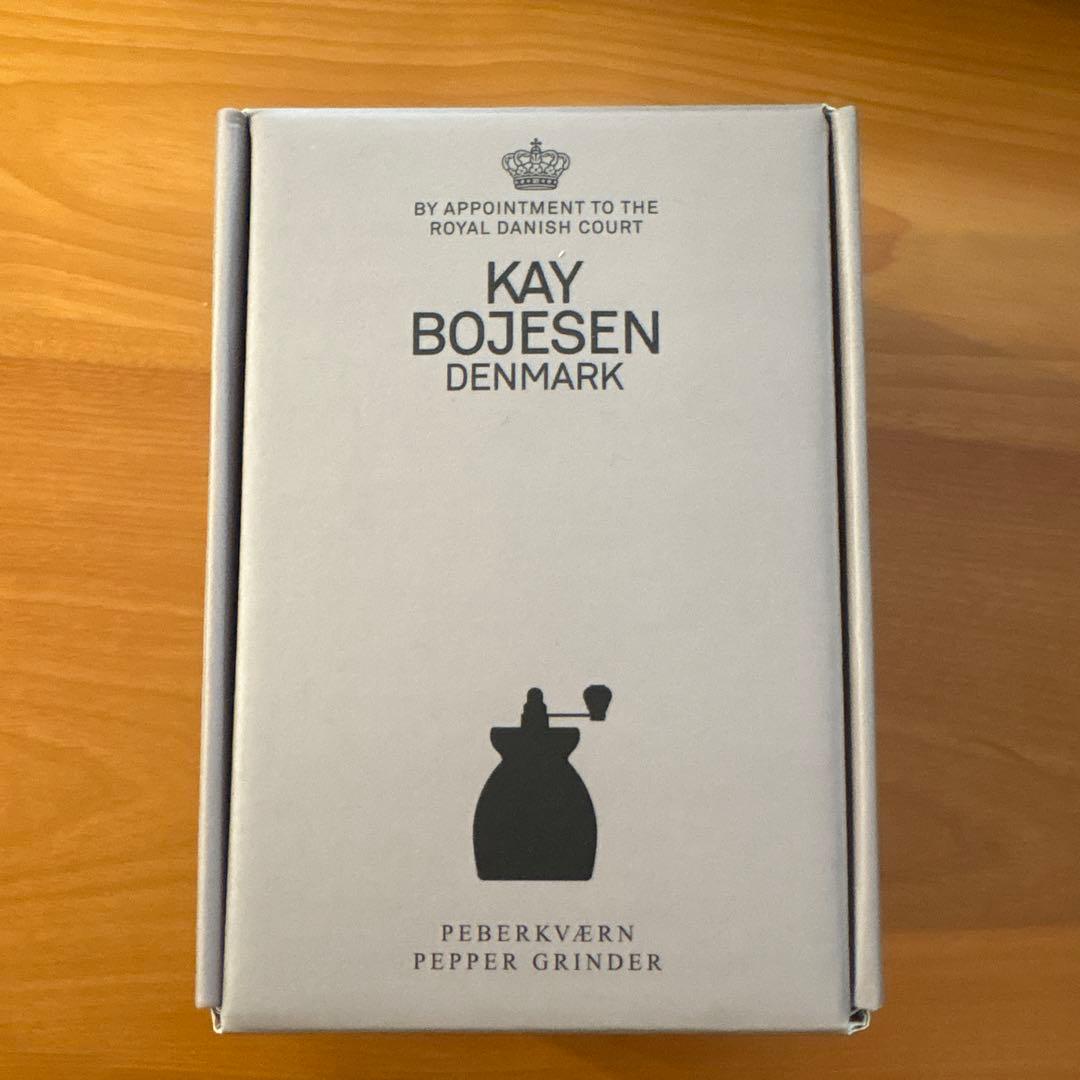 BY APPOINTMENT TO THE
ROYAL DANISH COURT
KAY
BOJESEN
DENMARK
PEBERKVÆRN
PEPPER GRINDER